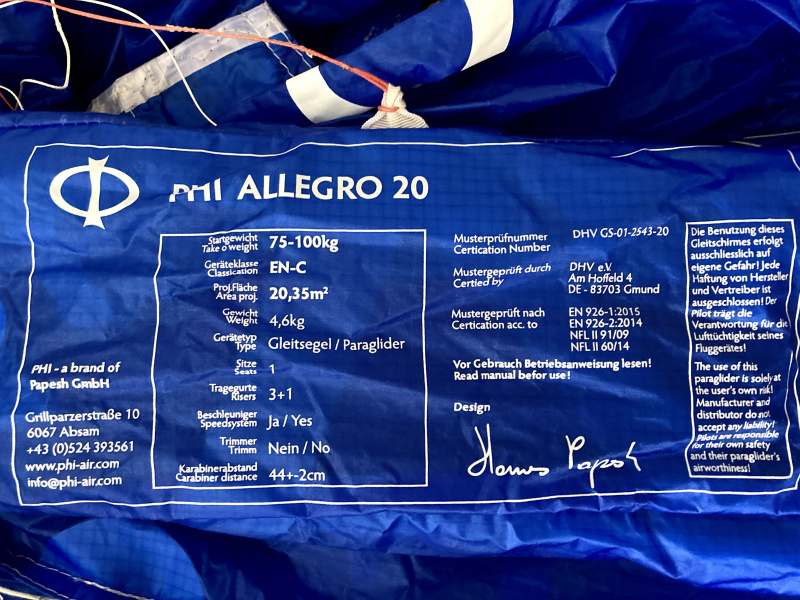 PHI ALLEGRO 20
Startgewicht
Take o weight
75-100kg
Geräteklasse
Classication
EN-C
Proj.Fläche
Area proj.
20,35m²
Gewicht
Weight
4,6kg
Gerätetyp
Type
Gleitsegel / Paraglider
Sitze
Seats
1
Tragegurte
Risers
3+1
Beschleuniger
Speedsystem
Ja / Yes
Trimmer
Trimm
Nein / No
Karabinerabstand
Carabiner distance
44+-2cm
PHI - a brand of
Papesh GmbH
Grillparzerstraße 10
6067 Absam
+43 (0)524 393561
www.phi-air.com
info@phi-air.com
Musterprüfnummer
Certication Number
DHV GS-01-2543-20
Mustergeprüft durch
Certied by
DHV e.V.
Am Hoffeld 4
DE - 83703 Gmund
Mustergeprüft nach
Certication acc. to
EN 926-1:2015
EN 926-2:2014
NFL II 91/09
NFL II 60/14
Vor Gebrauch Betriebsanweisung lesen!
Read manual befor use!
Design
Hannes Papesh
Die Benutzung dieses
Gleitschirmes erfolgt
ausschliesslich auf
eigene Gefahr! Jede
Haftung von Hersteller
und Vertreiber ist
ausgeschlossen! Der
Pilot trägt die
Verantwortung für die
Lufttüchtigkeit seines
Fluggerätes!
The use of this
paraglider is solely at
the user's own risk!
Manufacturer and
distributor do not
accept any liability!
Pilots are responsible
for their own safety
and their paraglider's
airworthiness!